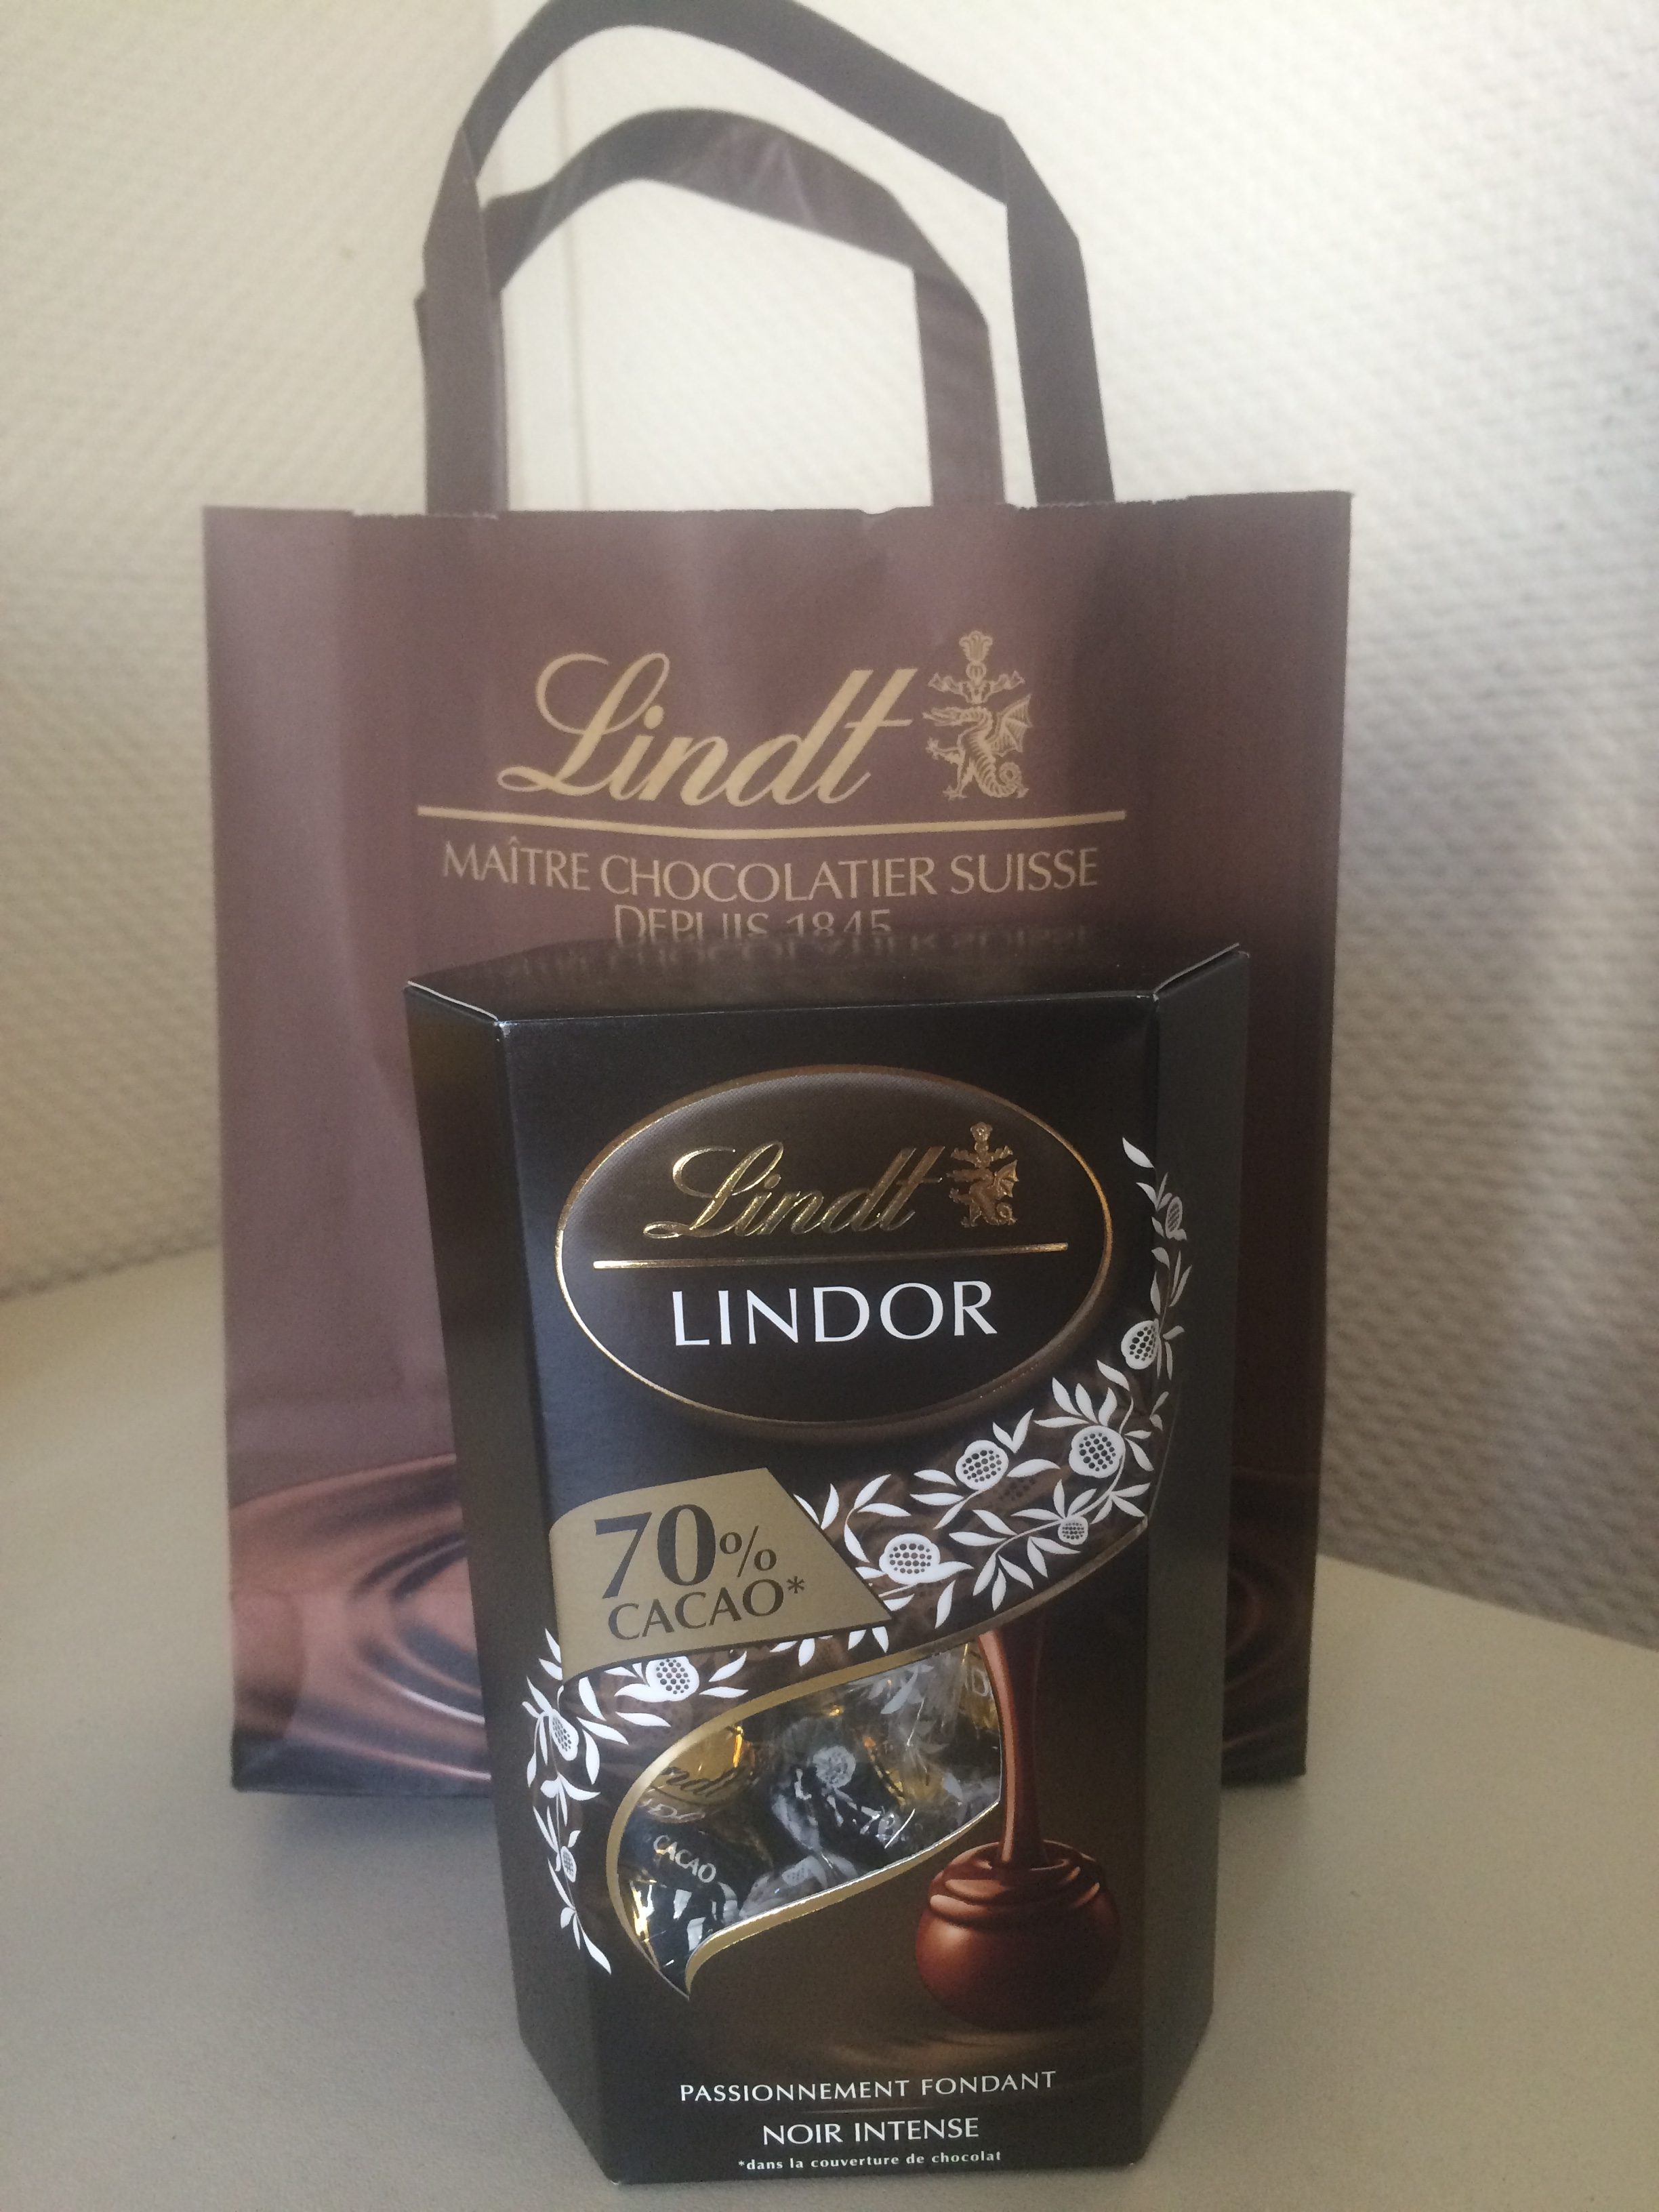 Lindt
MAÎTRE CHOCOLATIER SUISSE
DEPUIS 1845
Lindt
LINDOR
70%
CACAO*
CACAO
PASSIONNEMENT FONDANT
NOIR INTENSE
*dans la couverture de chocolat